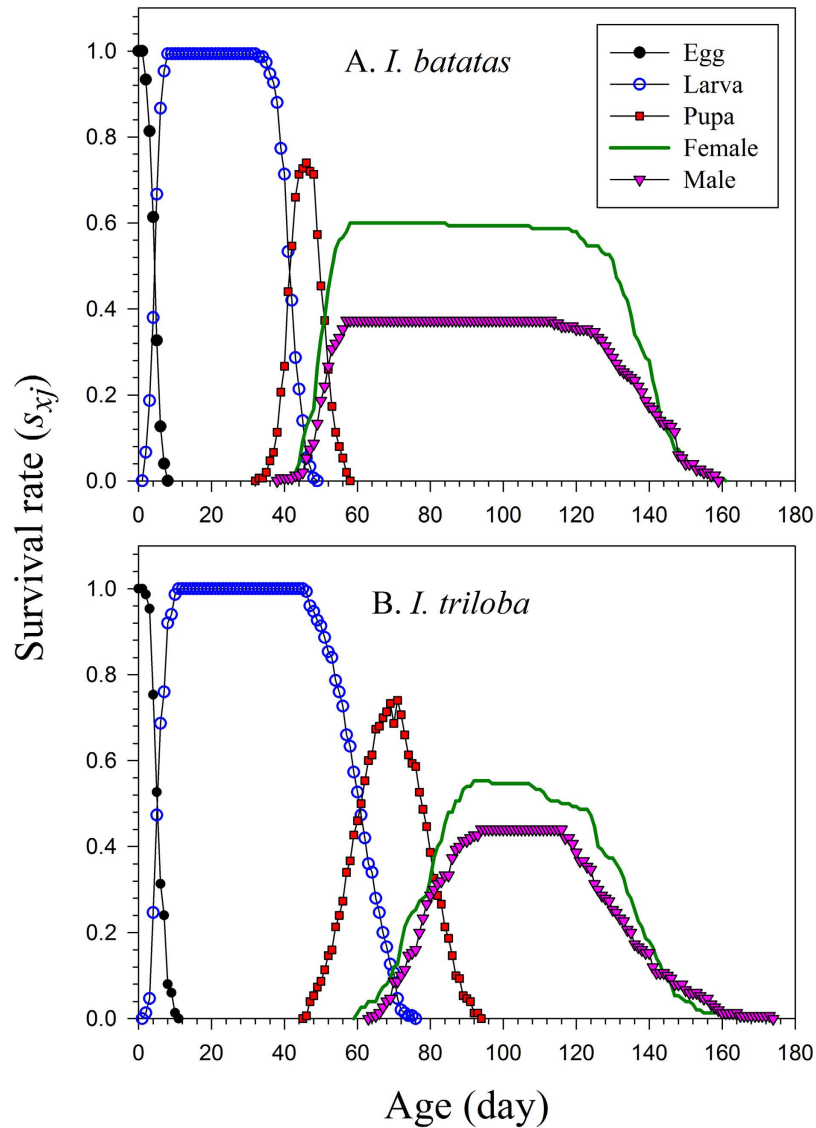 A. I. batatas
Egg
Larva
Pupa
Female
Male
1.0
0.8
0.6
0.4
0.2
0.0
0 20 40 60 80 100 120 140 160 180
B. I. triloba
1.0
0.8
0.6
0.4
0.2
0.0
0 20 40 60 80 100 120 140 160 180
Survival rate (sxj)
Age (day)